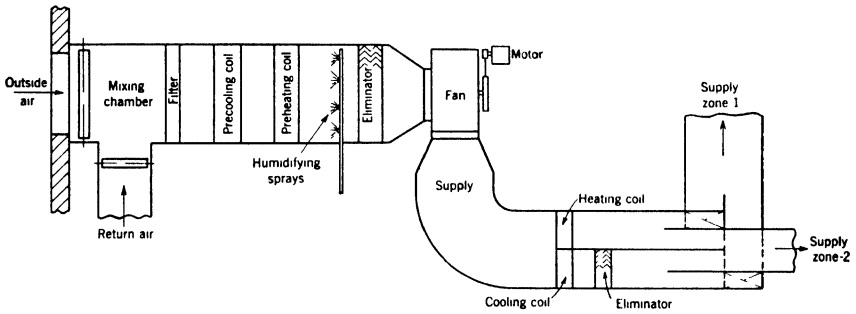 Outside
air
Mixing
chamber
Filter
Precooling coil
Preheating coil
Eliminator
Humidifying
sprays
Return air
Fan
Motor
Supply
Heating coil
Cooling coil
Eliminator
Supply
zone 1
Supply
zone-2